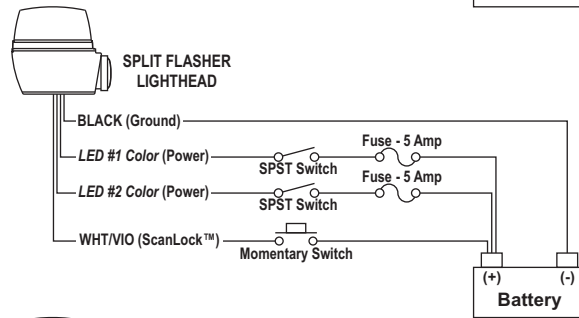 SPLIT FLASHER
LIGHTHEAD
BLACK (Ground)
LED #1 Color (Power)
SPST Switch
Fuse - 5 Amp
LED #2 Color (Power)
SPST Switch
Fuse - 5 Amp
WHT/VIO (ScanLock™)
Momentary Switch
(+)
(-)
Battery